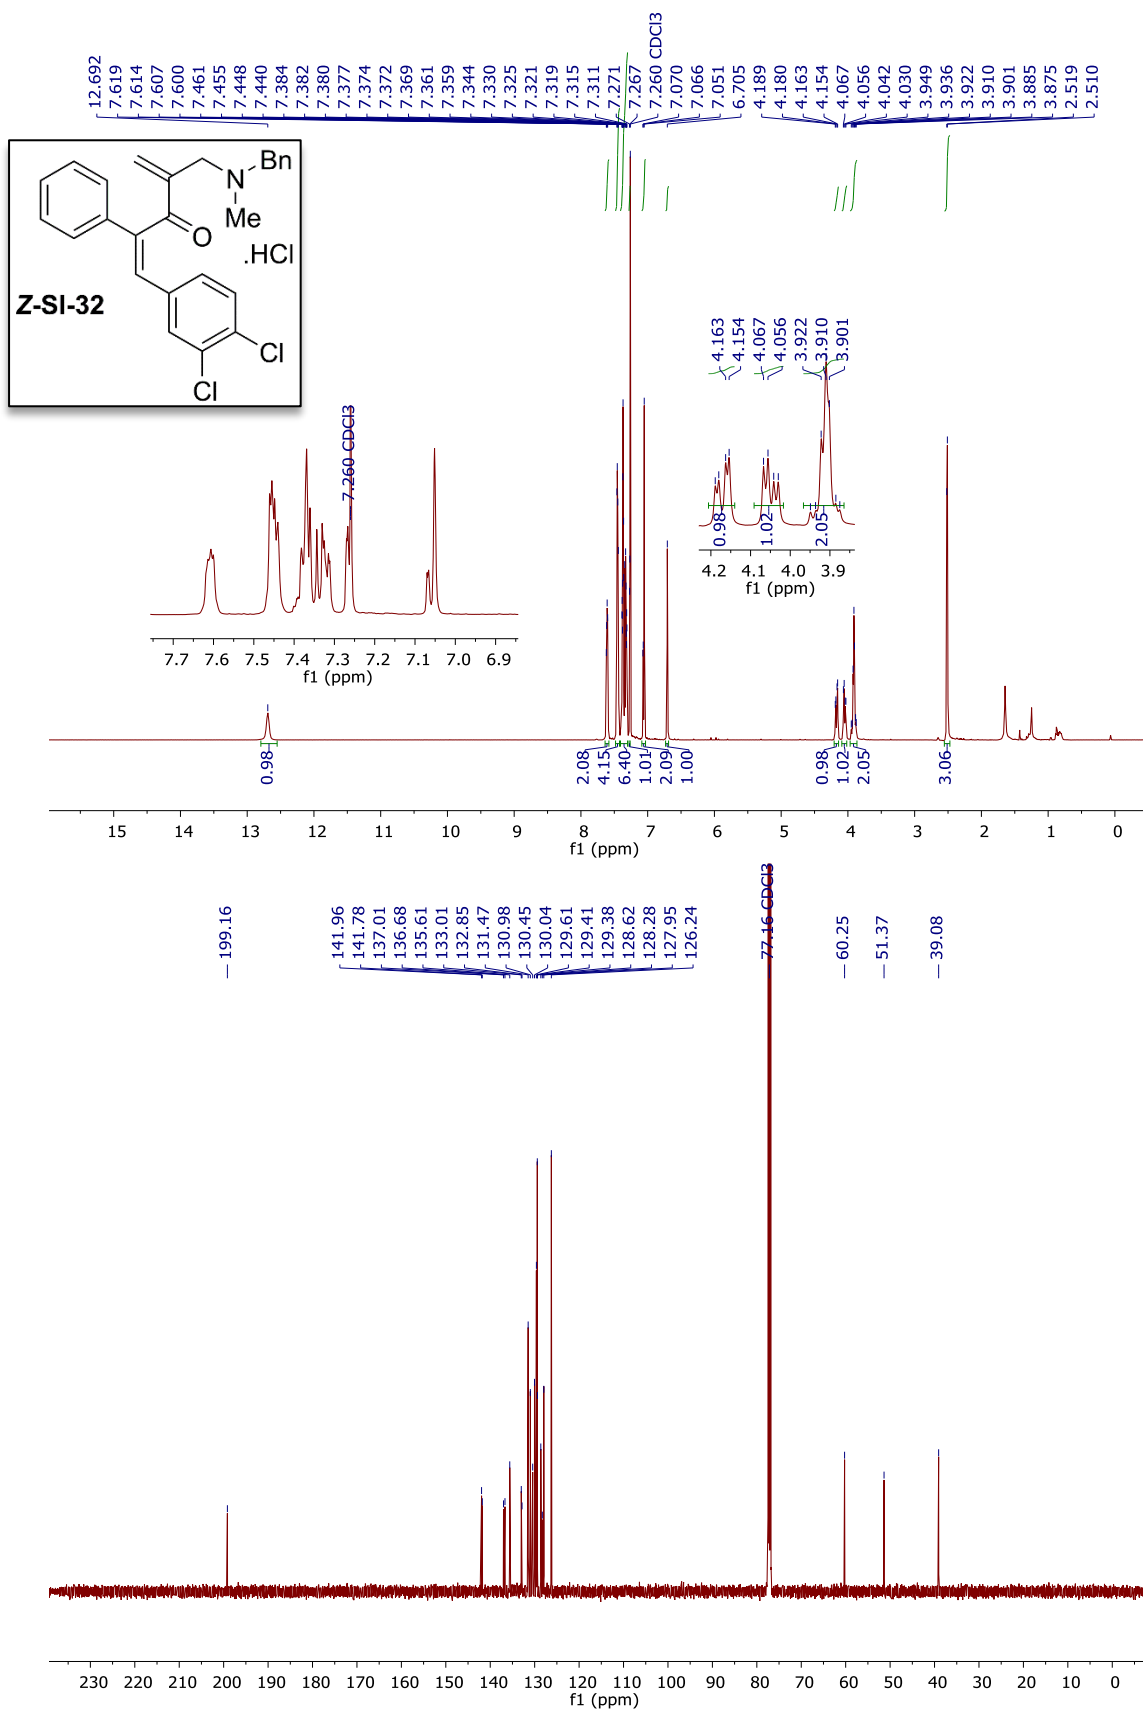 12.692 7.619 7.614 7.607 7.600 7.461 7.455 7.448 7.440 7.384 7.382 7.380 7.377 7.374 7.372 7.369 7.361 7.359 7.344 7.330 7.325 7.321 7.319 7.315 7.311 7.271 7.267 7.260 CDCl3 7.070 7.066 7.051 6.705 4.189 4.180 4.163 4.154 4.067 4.056 4.042 4.030 3.949 3.936 3.922 3.910 3.901 3.885 3.875 2.519 2.510
Bn
N
Me
O
.HCl
Z-SI-32
Cl
Cl
4.163 4.154 4.067 4.056 3.922 3.910 3.901
7.260 CDCl3
0.98 1.02 2.05
4.2 4.1 4.0 3.9
f1 (ppm)
7.7 7.6 7.5 7.4 7.3 7.2 7.1 7.0 6.9
f1 (ppm)
0.98 2.08 4.15 6.40 1.01 2.09 1.00 0.98 1.02 2.05 3.06
15 14 13 12 11 10 9 8 7 6 5 4 3 2 1 0
f1 (ppm)
199.16 141.96 141.78 137.01 136.68 135.61 133.01 132.85 131.47 130.98 130.45 130.04 129.61 129.41 129.38 128.62 128.28 127.95 126.24 77.16 CDCl3 60.25 51.37 39.08
230 220 210 200 190 180 170 160 150 140 130 120 110 100 90 80 70 60 50 40 30 20 10 0
f1 (ppm)